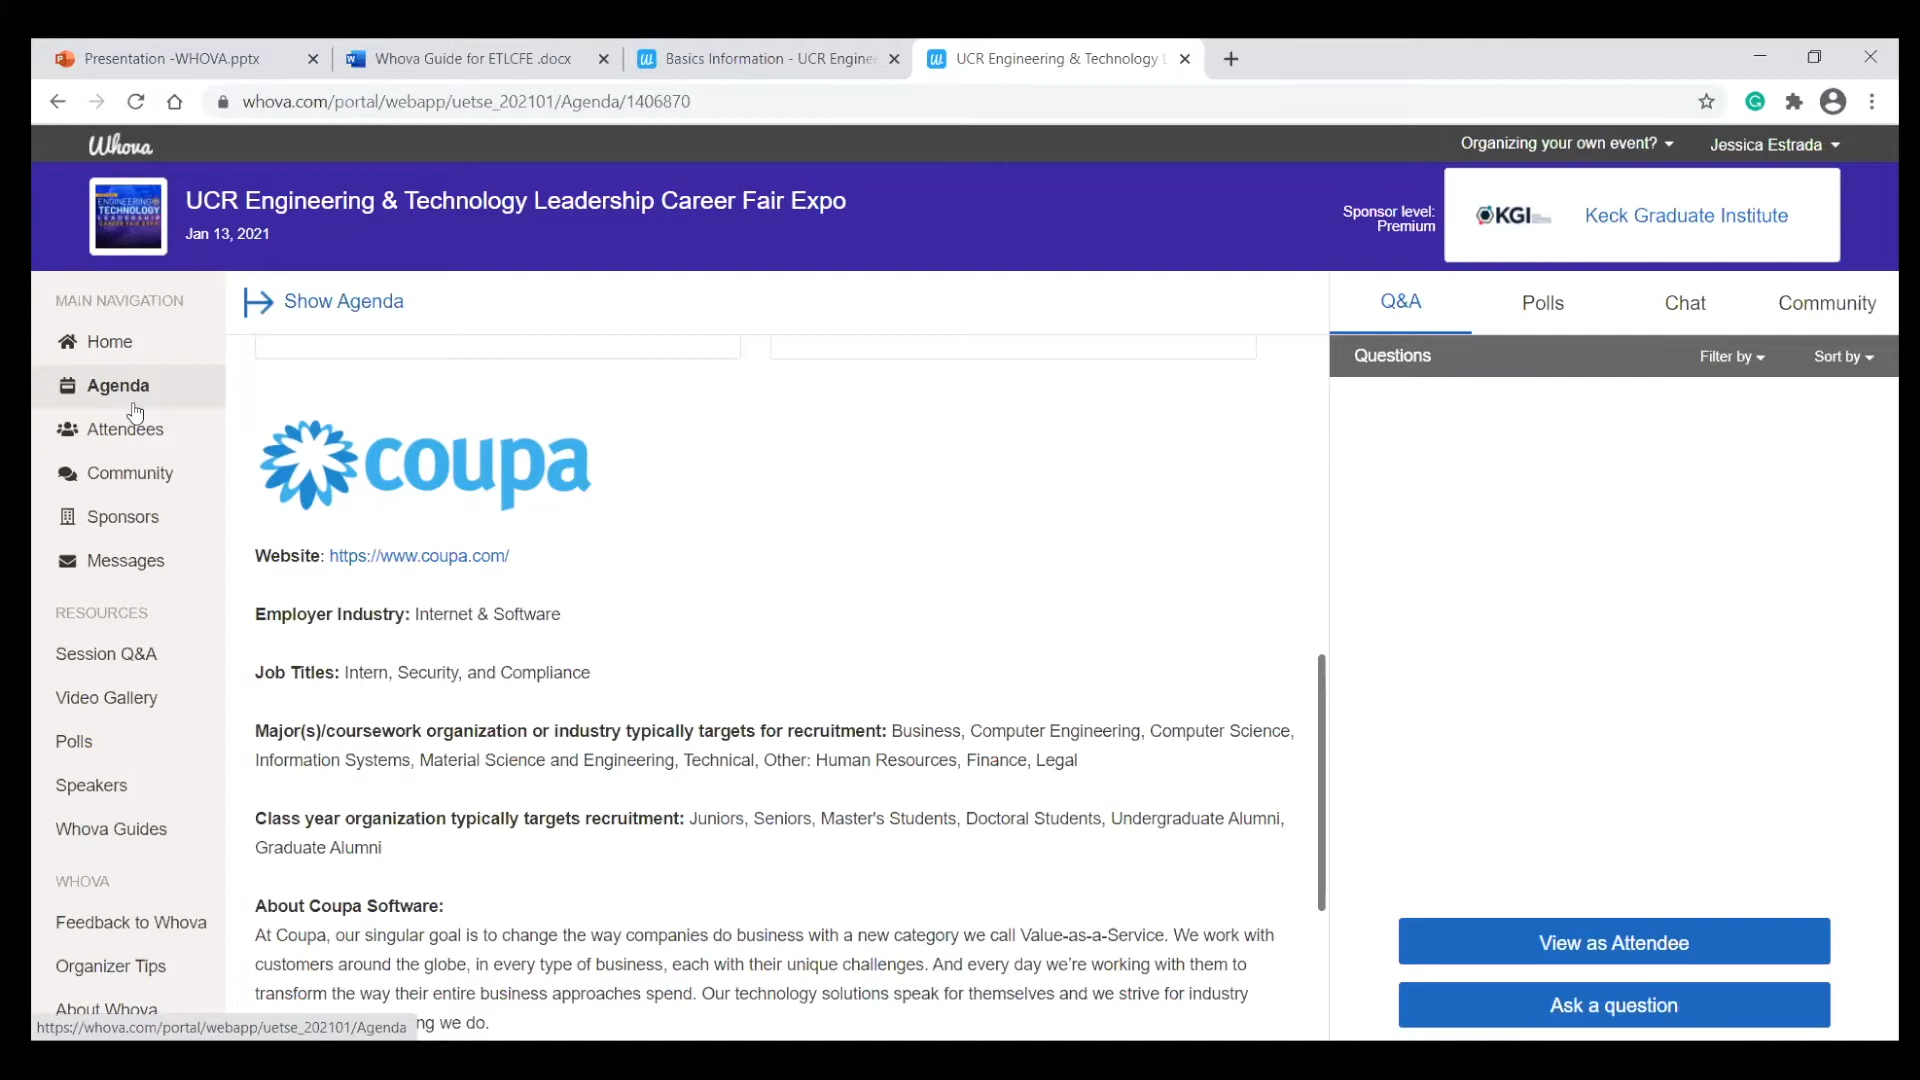 Presentation -WHOVA.pptx
Whova Guide for ETLCFE .docx
Basics Information - UCR Enginee
UCR Engineering & Technology L
whova.com/portal/webapp/uetse_202101/Agenda/1406870
Whova
Organizing your own event?
Jessica Estrada
ENGINEERING
TECHNOLOGY
LEADERSHIP
UCR Engineering & Technology Leadership Career Fair Expo
Jan 13, 2021
Sponsor level:
Premium
KGI
Keck Graduate Institute
MAIN NAVIGATION
Home
Agenda
Attendees
Community
Sponsors
Messages
RESOURCES
Session Q&A
Video Gallery
Polls
Speakers
Whova Guides
WHOVA
Feedback to Whova
Organizer Tips
About Whova
https://whova.com/portal/webapp/uetse_202101/Agenda
Show Agenda
coupa
Website: https://www.coupa.com/
Employer Industry: Internet & Software
Job Titles: Intern, Security, and Compliance
Major(s)/coursework organization or industry typically targets for recruitment: Business, Computer Engineering, Computer Science,
Information Systems, Material Science and Engineering, Technical, Other: Human Resources, Finance, Legal
Class year organization typically targets recruitment: Juniors, Seniors, Master's Students, Doctoral Students, Undergraduate Alumni,
Graduate Alumni
About Coupa Software:
At Coupa, our singular goal is to change the way companies do business with a new category we call Value-as-a-Service. We work with
customers around the globe, in every type of business, each with their unique challenges. And every day we're working with them to
transform the way their entire business approaches spend. Our technology solutions speak for themselves and we strive for industry
ng we do.
Q&A
Polls
Chat
Community
Questions
Filter by
Sort by
View as Attendee
Ask a question